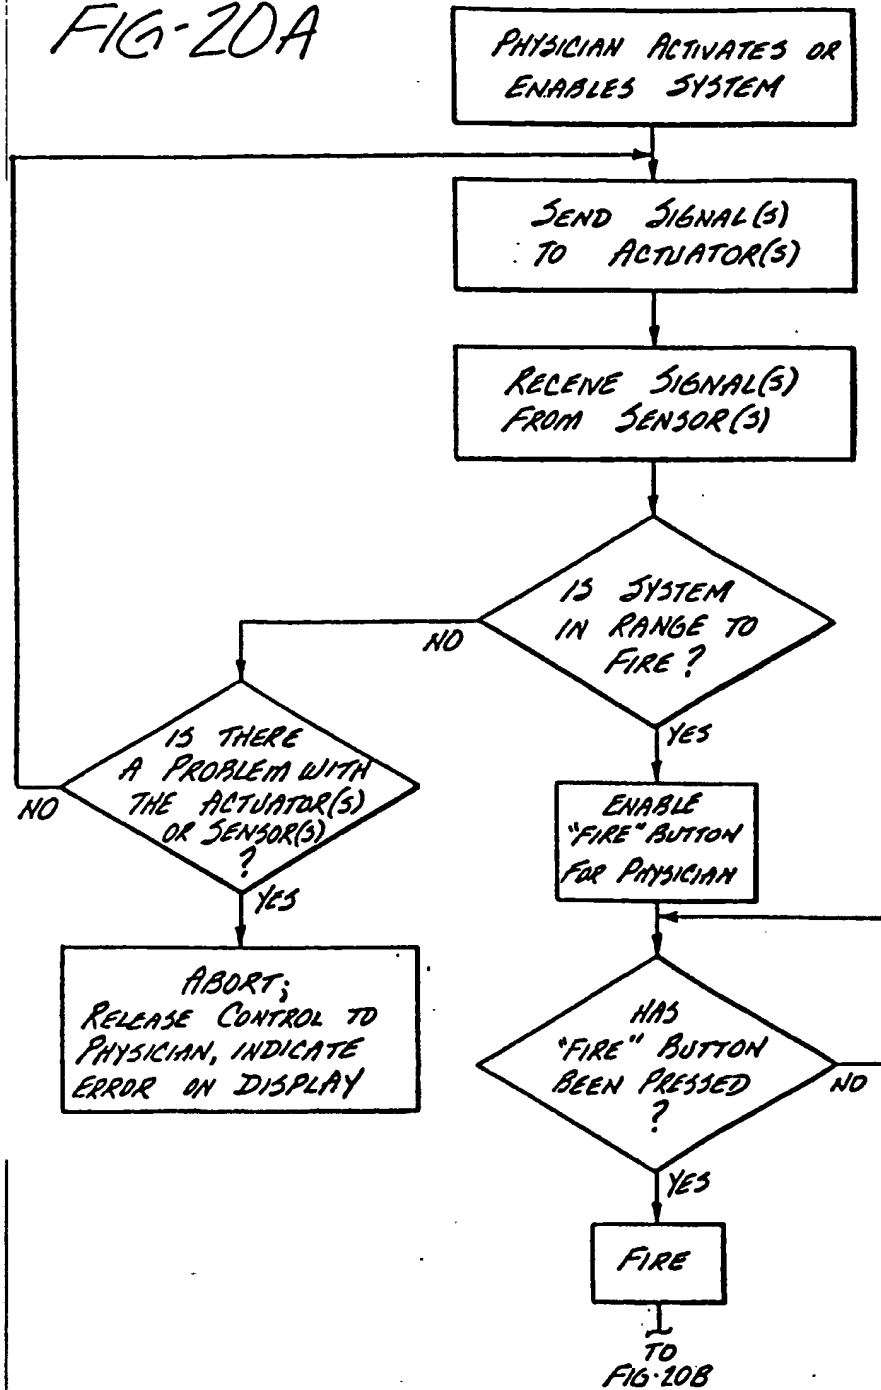 FIG-20A
PHYSICIAN ACTIVATES OR
ENABLES SYSTEM
SEND SIGNAL(S)
TO ACTUATOR(S)
RECEIVE SIGNAL(S)
FROM SENSOR(S)
IS SYSTEM
IN RANGE TO
FIRE?
NO
YES
IS THERE
A PROBLEM WITH
THE ACTUATOR(S)
OR SENSOR(S)
?
NO
YES
ABORT;
RELEASE CONTROL TO
PHYSICIAN, INDICATE
ERROR ON DISPLAY
ENABLE
"FIRE" BUTTON
FOR PHYSICIAN
HAS
"FIRE" BUTTON
BEEN PRESSED
?
NO
YES
FIRE
TO
FIG-20B